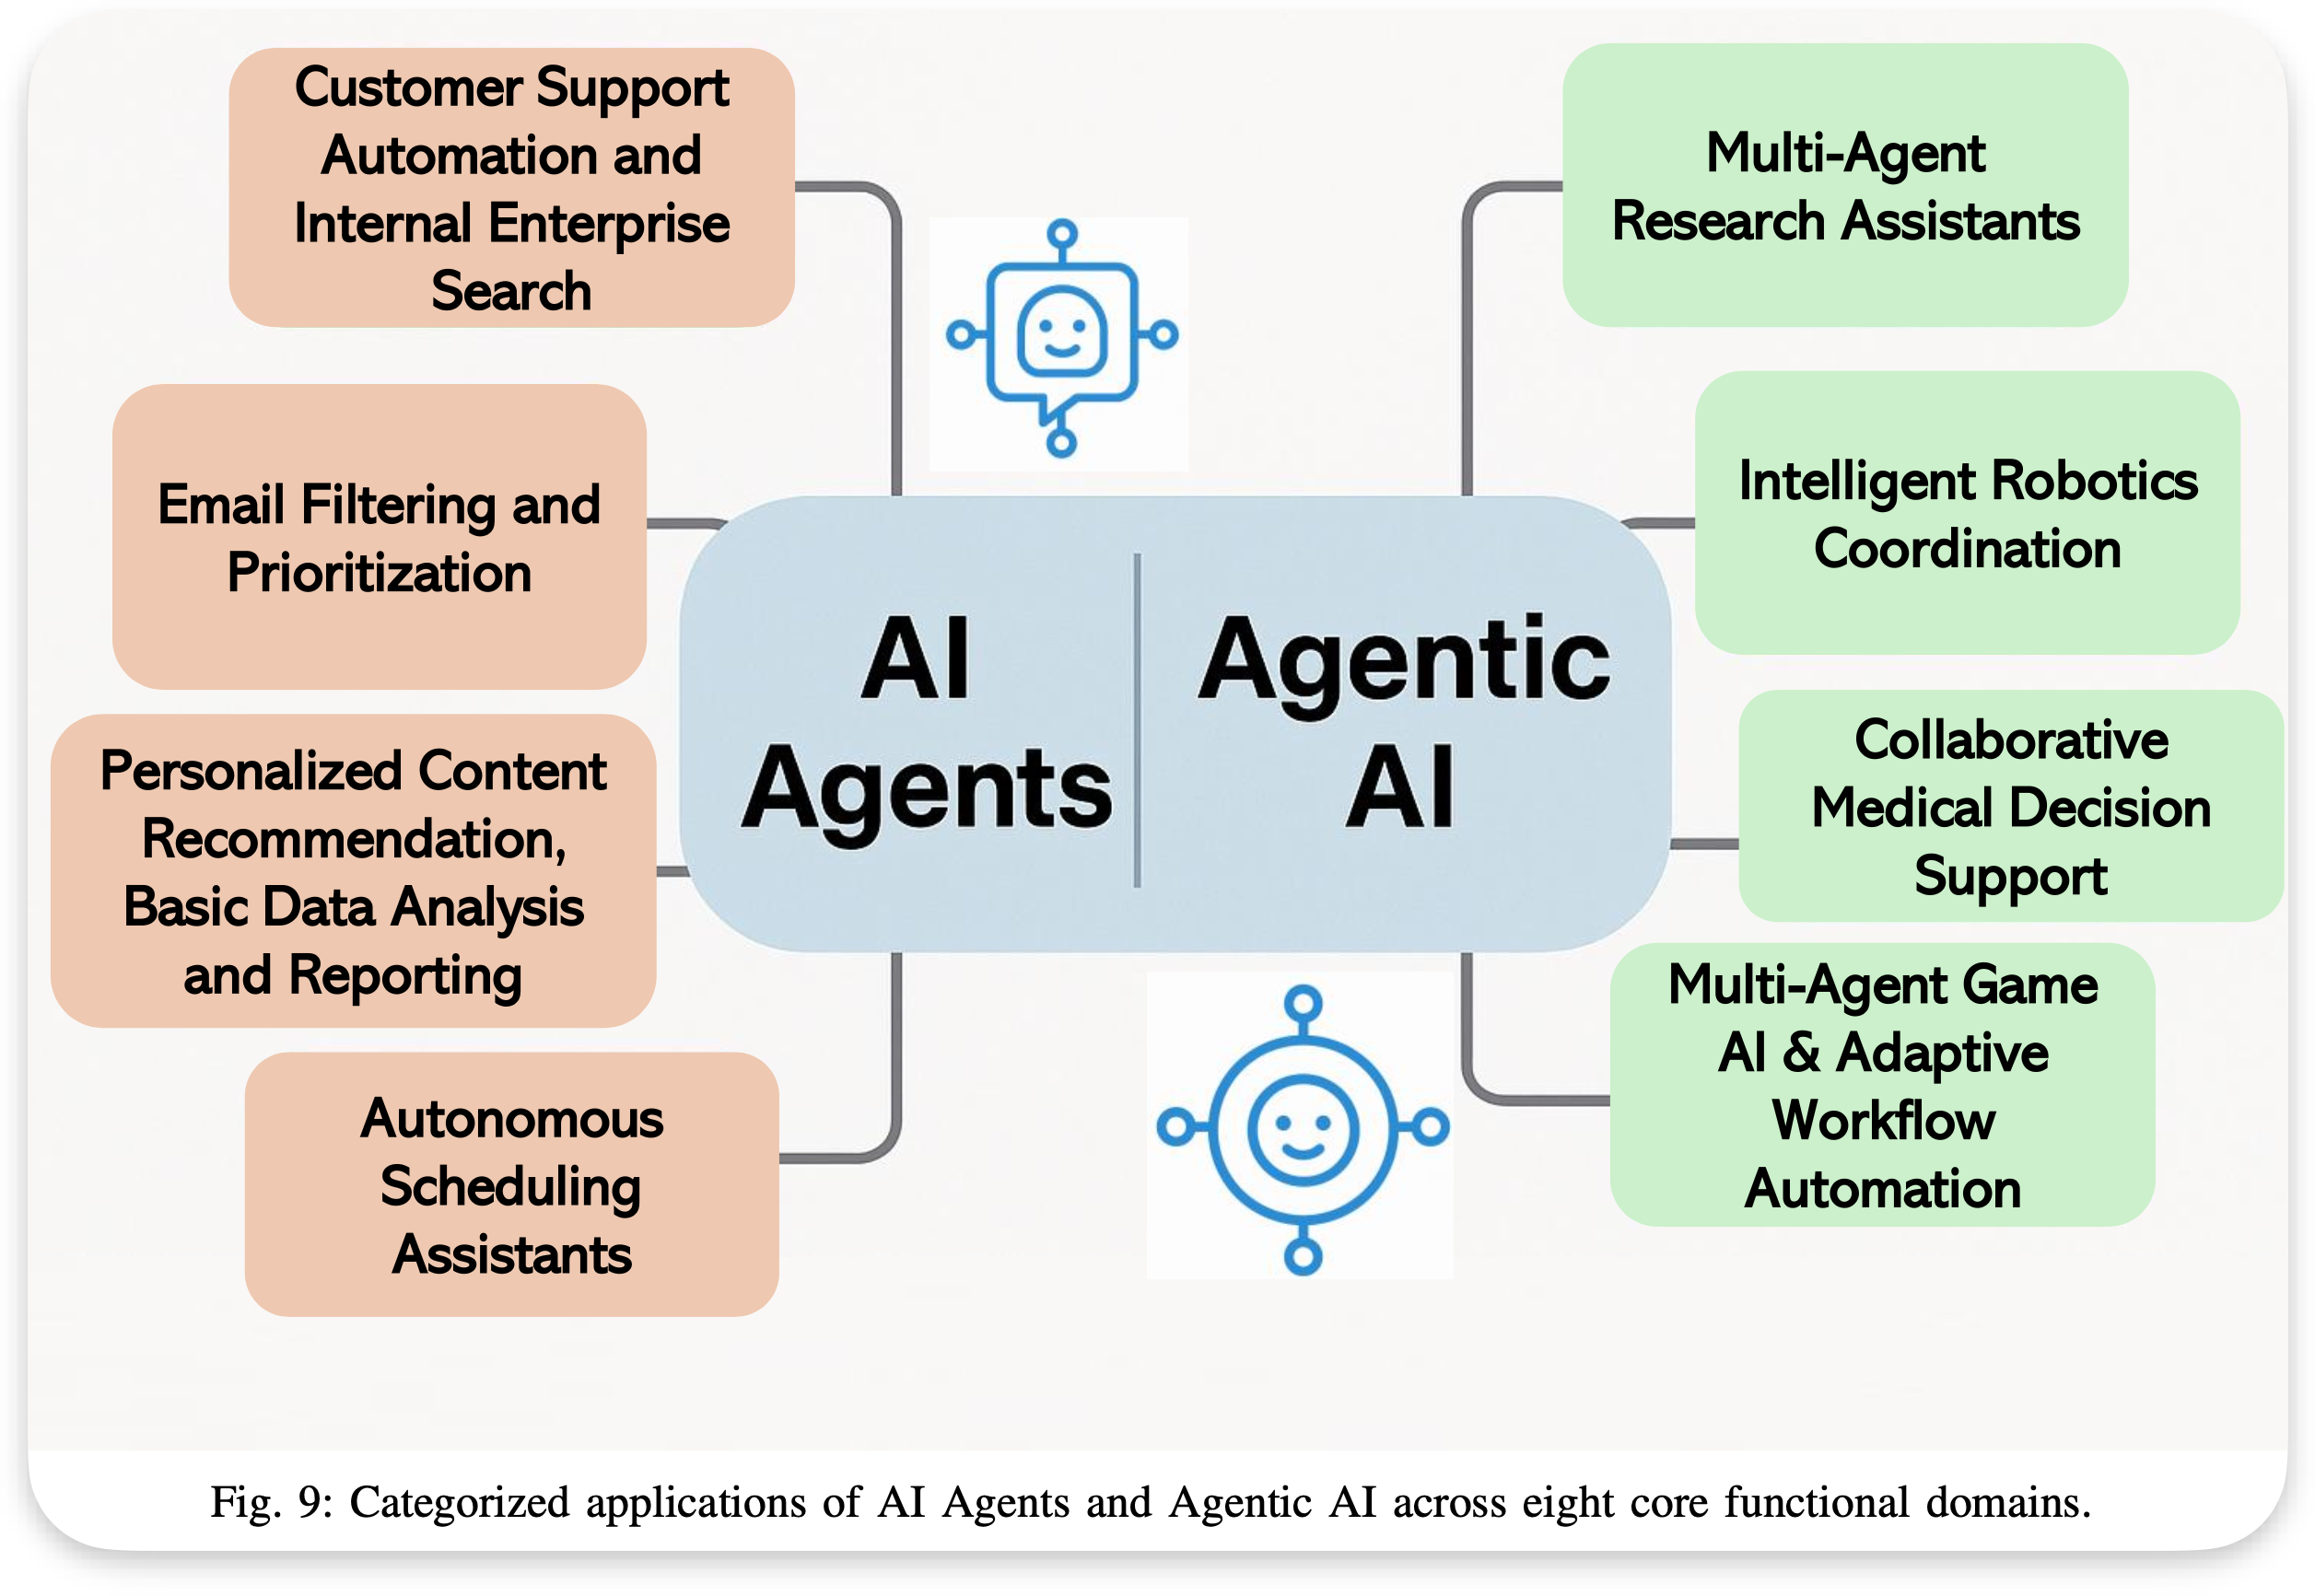 Customer Support
Automation and
Internal Enterprise
Search
Email Filtering and
Prioritization
Personalized Content
Recommendation,
Basic Data Analysis
and Reporting
Autonomous
Scheduling
Assistants
AI
Agents
Agentic
AI
Multi-Agent
Research Assistants
Intelligent Robotics
Coordination
Collaborative
Medical Decision
Support
Multi-Agent Game
AI & Adaptive
Workflow
Automation
Fig. 9: Categorized applications of AI Agents and Agentic AI across eight core functional domains.